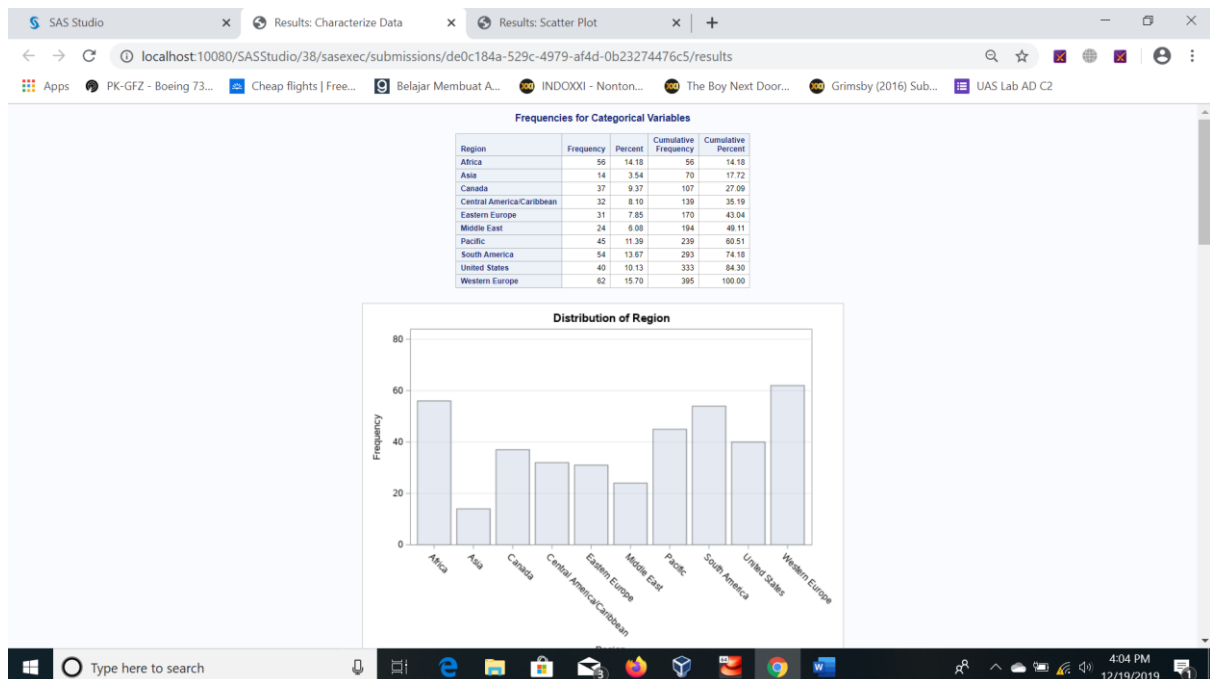 SAS Studio
Results: Characterize Data
Results: Scatter Plot
localhost:10080/SASStudio/38/sasexec/submissions/de0c184a-529c-4979-af4d-0b23274476c5/results
Apps PK-GFZ - Boeing 73... Cheap flights | Free... Belajar Membuat A... INDOXXI - Nonton... The Boy Next Door... Grimsby (2016) Sub... UAS Lab AD C2
Frequencies for Categorical Variables
Region Frequency Percent Cumulative Frequency Cumulative Percent
Africa 56 14.18 56 14.18
Asia 14 3.54 70 17.72
Canada 37 9.37 107 27.09
Central America/Caribbean 32 8.10 139 35.19
Eastern Europe 31 7.85 170 43.04
Middle East 24 6.08 194 49.11
Pacific 45 11.39 239 60.51
South America 54 13.67 293 74.18
United States 40 10.13 333 84.30
Western Europe 62 15.70 395 100.00
Distribution of Region
Frequency
80
60
40
20
0
Africa
Asia
Canada
Central America/Caribbean
Eastern Europe
Middle East
Pacific
South America
United States
Western Europe
Type here to search
4:04 PM
12/19/2019